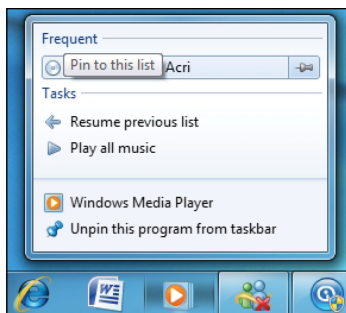 Frequent
Pin to this list Acri
Tasks
Resume previous list
Play all music
Windows Media Player
Unpin this program from taskbar